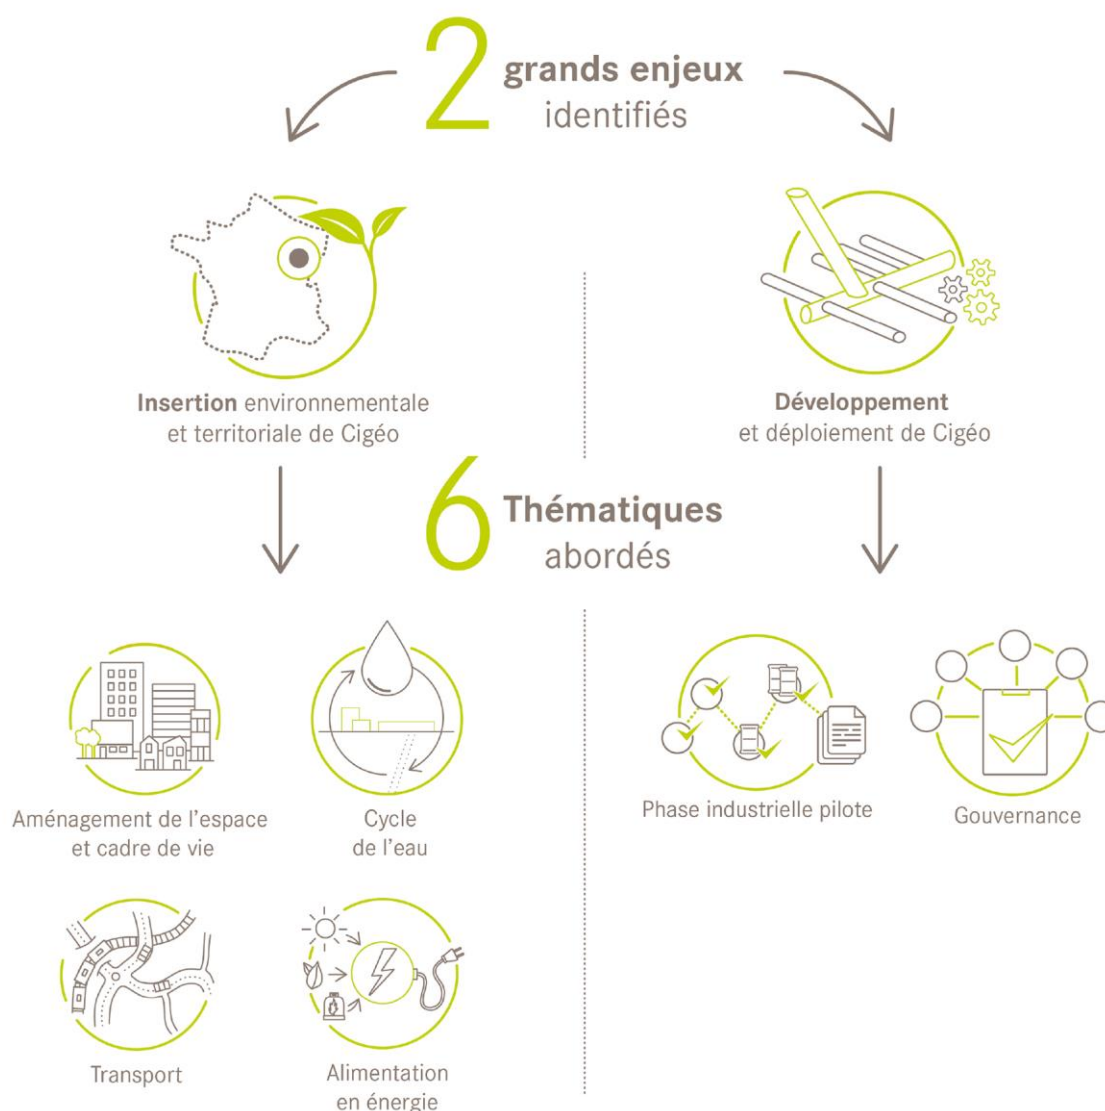 2 grands enjeux
identifiés
Insertion environnementale
et territoriale de Cigéo
Développement
et déploiement de Cigéo
6 Thématiques
abordés
Aménagement de l'espace
et cadre de vie
Cycle
de l'eau
Phase industrielle pilote
Gouvernance
Transport
Alimentation
en énergie